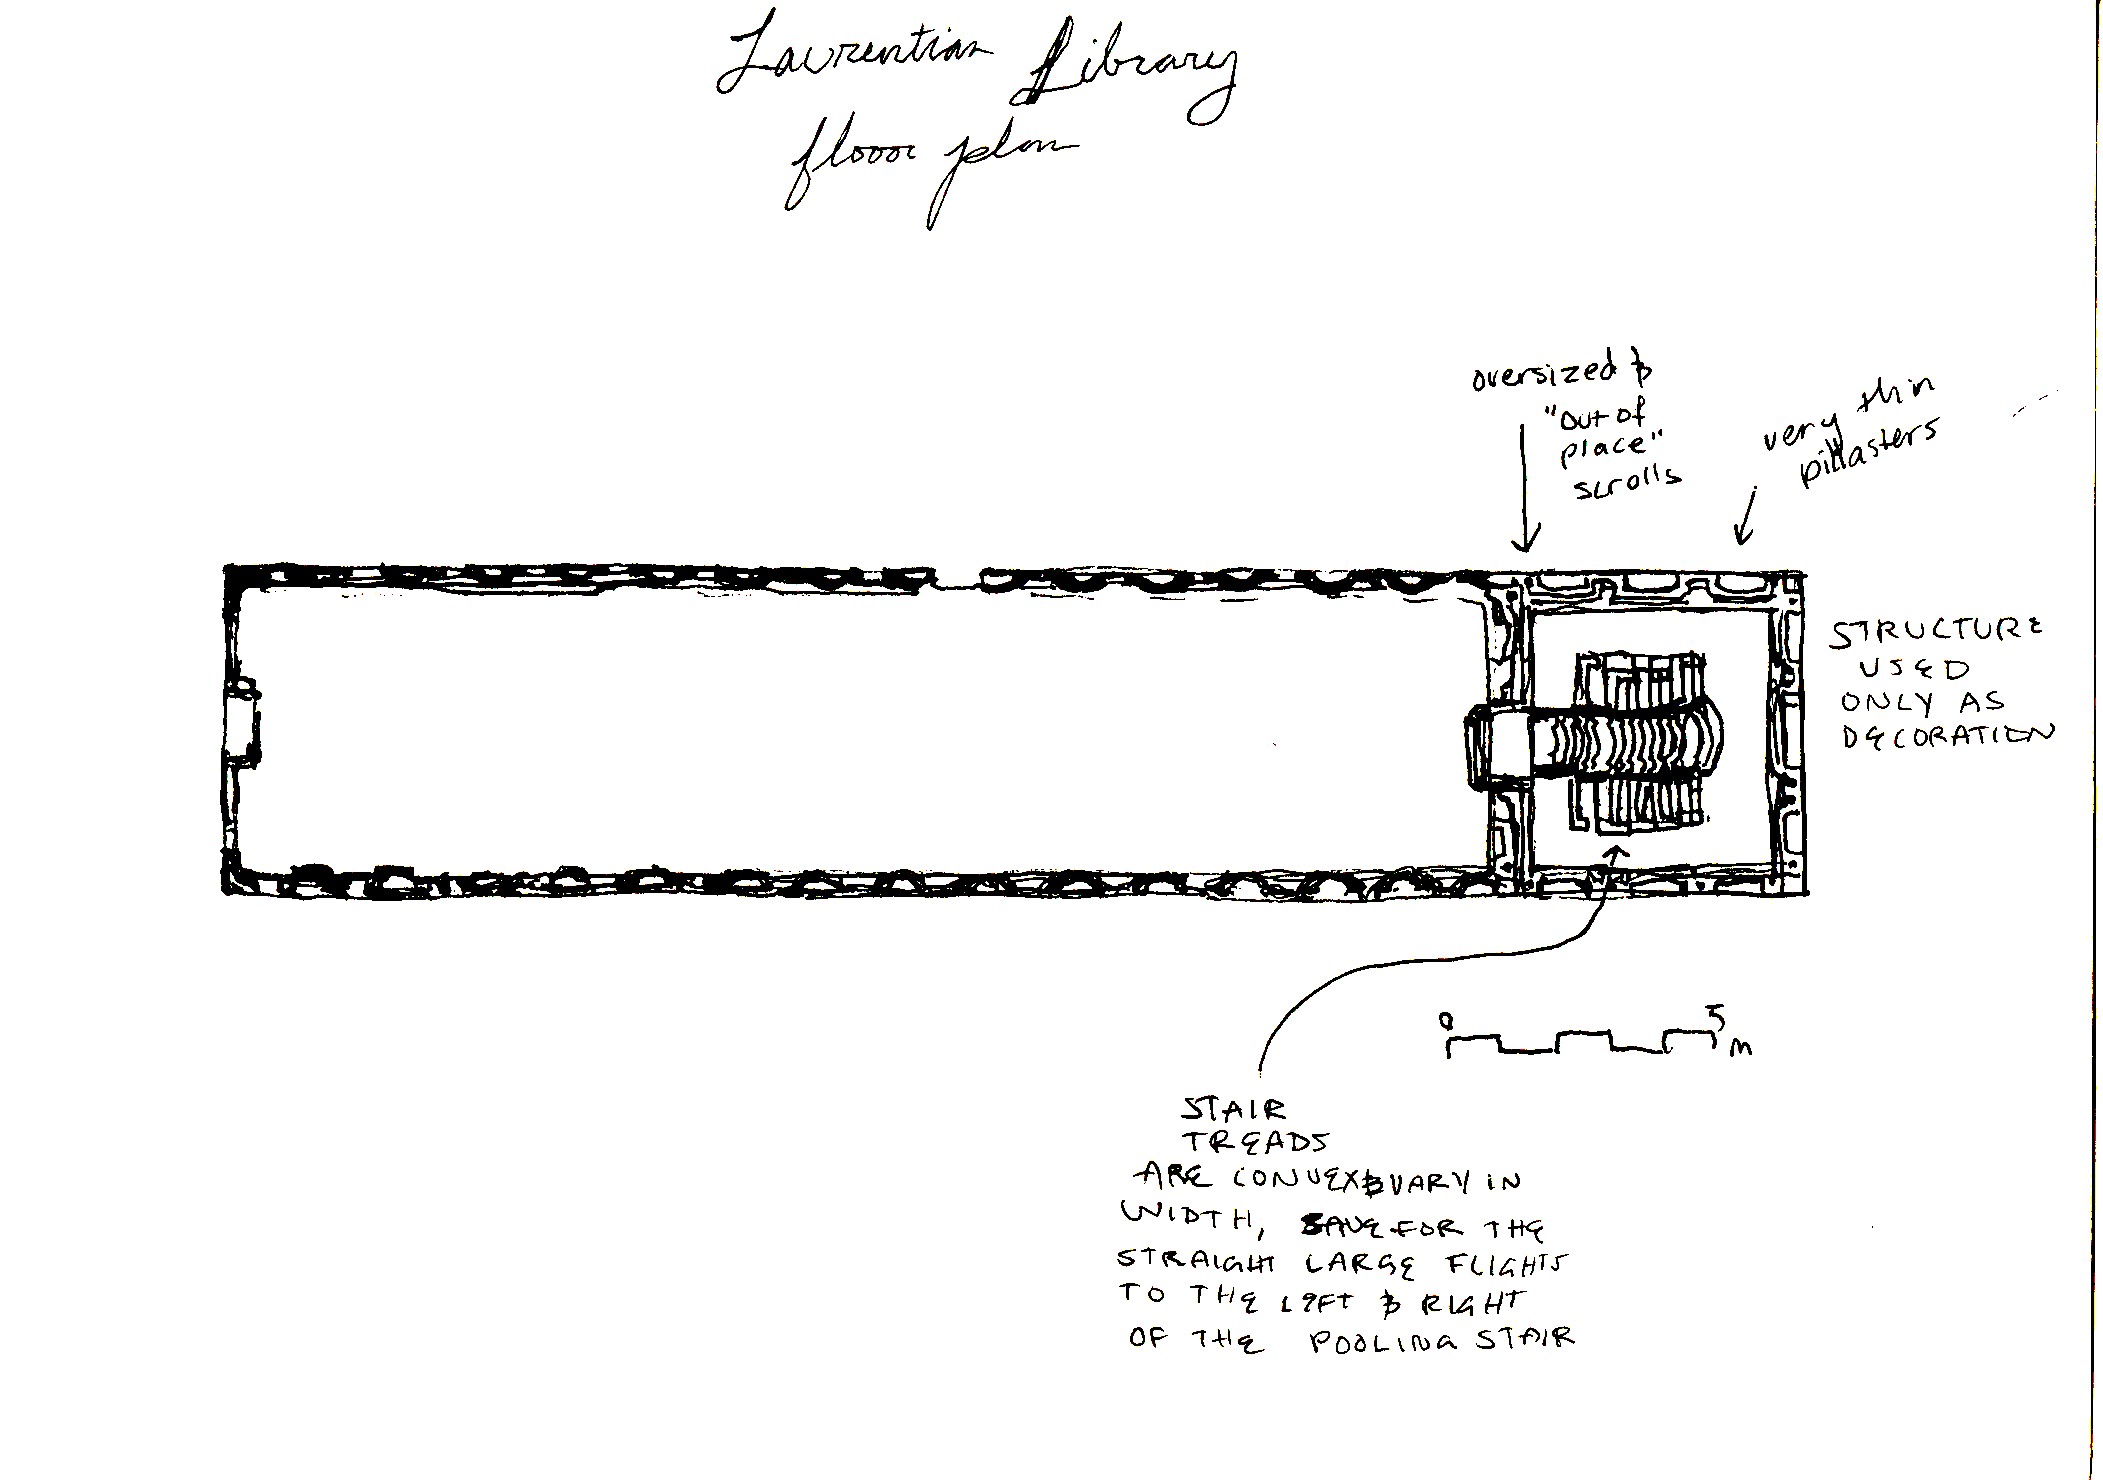 Laurentian Library
floor plan
oversized &
"out of
place"
scrolls
very thin
pillasters
STRUCTURE
USED
ONLY AS
DECORATION
0 5
m
STAIR
TREADS
ARE CONVEX & VARY IN
WIDTH, SAVE FOR THE
STRAIGHT LARGE FLIGHTS
TO THE LEFT & RIGHT
OF THE POOLING STAIR